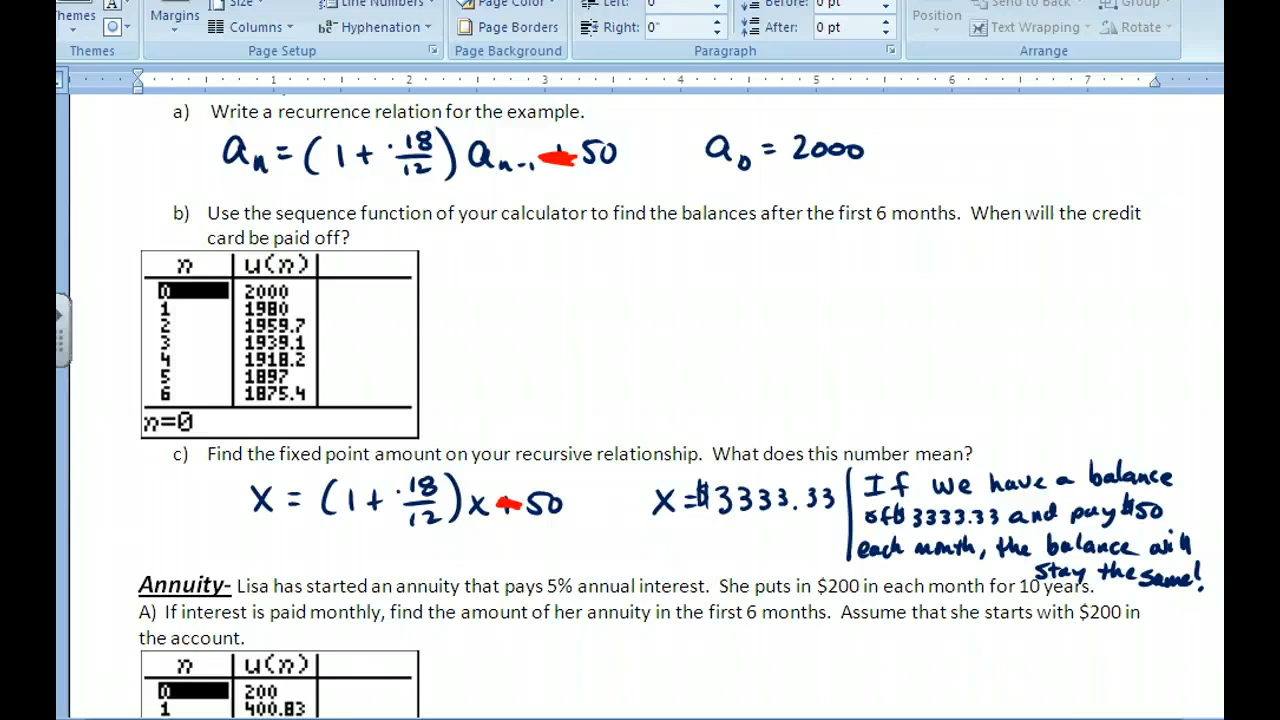 Themes
Margins
Size
Columns
Line Numbers
Hyphenation
Page Setup
Page Color
Page Borders
Page Background
Left: 0
Right: 0"
Before: 0 pt
After: 0 pt
Paragraph
Position
Send to Back
Text Wrapping
Group
Rotate
Arrange
Themes
1 2 3 4 5 6 7
a) Write a recurrence relation for the example.
aₙ = (1 + .18/12) aₙ₋₁ - 50 a₀ = 2000
b) Use the sequence function of your calculator to find the balances after the first 6 months. When will the credit
card be paid off?
n u(n)
0 2000
1 1980
2 1959.7
3 1939.1
4 1918.2
5 1897
6 1875.4
n=0
c) Find the fixed point amount on your recursive relationship. What does this number mean?
x = (1 + .18/12) x - 50 x = $3333.33
If we have a balance
of $3333.33 and pay $50
each month, the balance will
stay the same!
Annuity- Lisa has started an annuity that pays 5% annual interest. She puts in $200 in each month for 10 years.
A) If interest is paid monthly, find the amount of her annuity in the first 6 months. Assume that she starts with $200 in
the account.
n u(n)
0 200
1 400.83